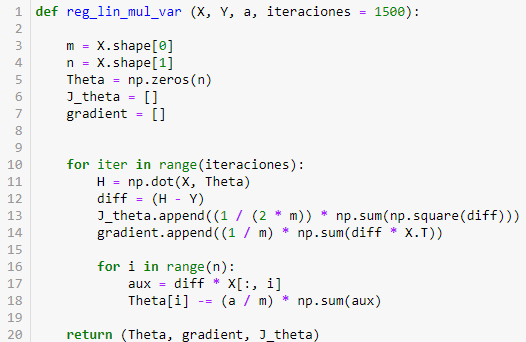 1 def reg_lin_mul_var (X, Y, a, iteraciones = 1500):
2
3     m = X.shape[0]
4     n = X.shape[1]
5     Theta = np.zeros(n)
6     J_theta = []
7     gradient = []
8
9
10     for iter in range(iteraciones):
11         H = np.dot(X, Theta)
12         diff = (H - Y)
13         J_theta.append((1 / (2 * m)) * np.sum(np.square(diff)))
14         gradient.append((1 / m) * np.sum(diff * X.T))
15
16         for i in range(n):
17             aux = diff * X[:, i]
18             Theta[i] -= (a / m) * np.sum(aux)
19
20     return (Theta, gradient, J_theta)